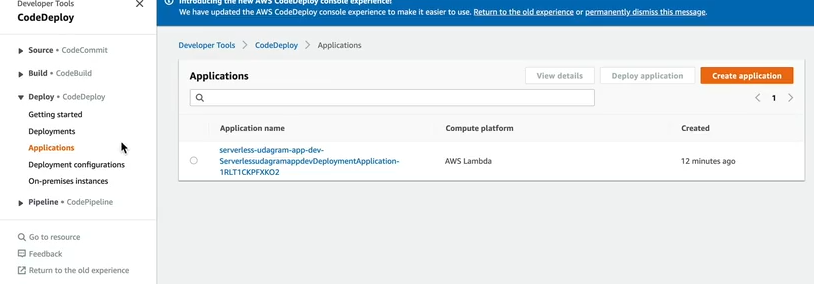 Developer Tools
CodeDeploy
Source • CodeCommit
Build • CodeBuild
Deploy • CodeDeploy
Getting started
Deployments
Applications
Deployment configurations
On-premises instances
Pipeline • CodePipeline
Go to resource
Feedback
Return to the old experience
Introducing the new AWS CodeDeploy console experience!
We have updated the AWS CodeDeploy console experience to make it easier to use. Return to the old experience or permanently dismiss this message.
Developer Tools > CodeDeploy > Applications
Applications
View details
Deploy application
Create application
1
Application name
Compute platform
Created
serverless-udagram-app-dev-
ServerlessudagramappdevDeploymentApplication-
1RLT1CKPFXKO2
AWS Lambda
12 minutes ago